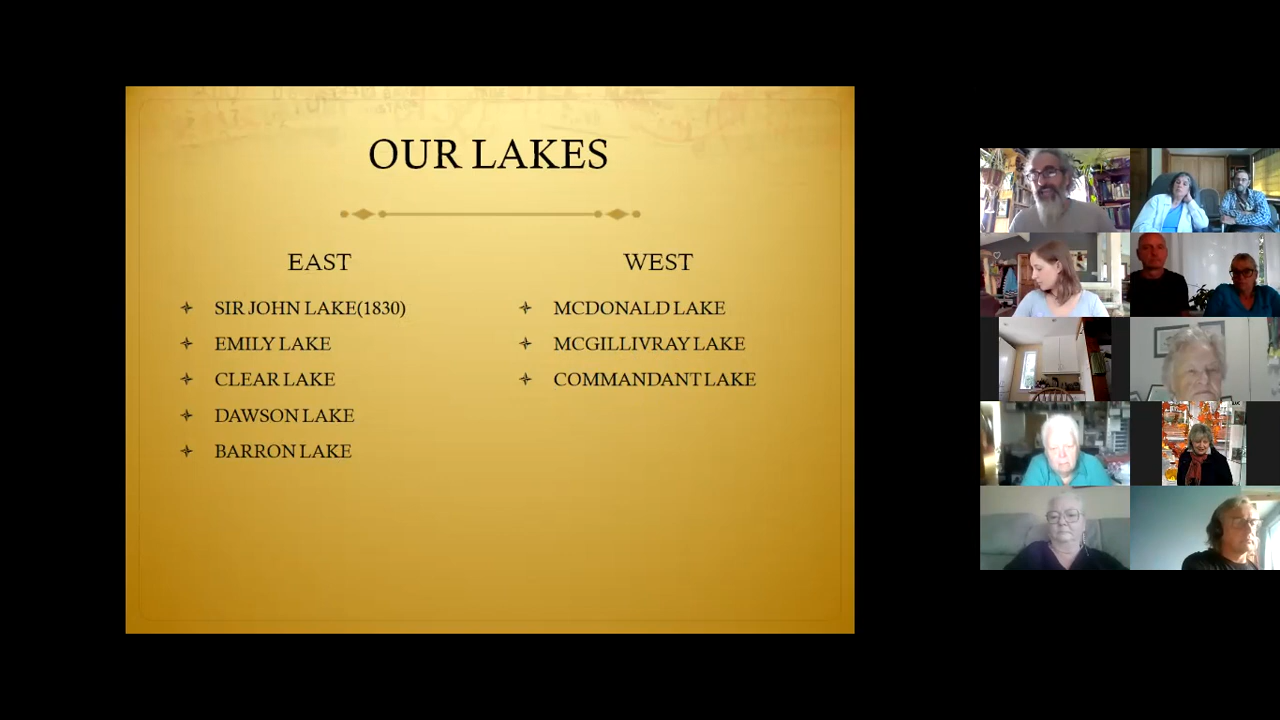 OUR LAKES
EAST
SIR JOHN LAKE(1830)
EMILY LAKE
CLEAR LAKE
DAWSON LAKE
BARRON LAKE
WEST
MCDONALD LAKE
MCGILLIVRAY LAKE
COMMANDANT LAKE